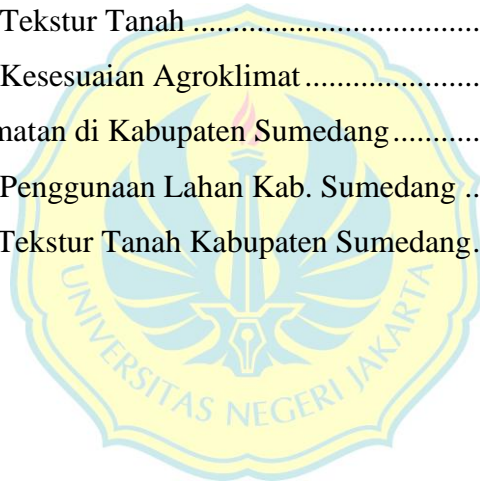 Tekstur Tanah ..........................................
Kesesuaian Agroklimat ..............................
matan di Kabupaten Sumedang ...........
Penggunaan Lahan Kab. Sumedang ..
Tekstur Tanah Kabupaten Sumedang.
UNIVERSITAS NEGERI JAKARTA